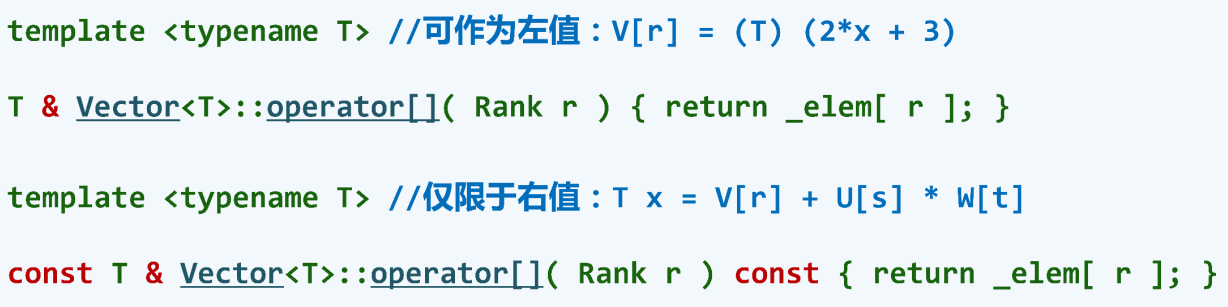 template <typename T> //可作为左值：V[r] = (T) (2*x + 3)
T & Vector<T>::operator[]( Rank r ) { return _elem[ r ]; }
template <typename T> //仅限于右值：T x = V[r] + U[s] * W[t]
const T & Vector<T>::operator[]( Rank r ) const { return _elem[ r ]; }